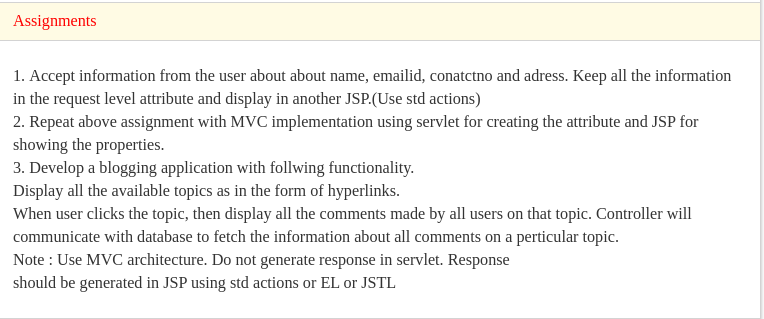 Assignments
1. Accept information from the user about about name, emailid, conatctno and adress. Keep all the information
in the request level attribute and display in another JSP.(Use std actions)
2. Repeat above assignment with MVC implementation using servlet for creating the attribute and JSP for
showing the properties.
3. Develop a blogging application with follwing functionality.
Display all the available topics as in the form of hyperlinks.
When user clicks the topic, then display all the comments made by all users on that topic. Controller will
communicate with database to fetch the information about all comments on a perticular topic.
Note : Use MVC architecture. Do not generate response in servlet. Response
should be generated in JSP using std actions or EL or JSTL